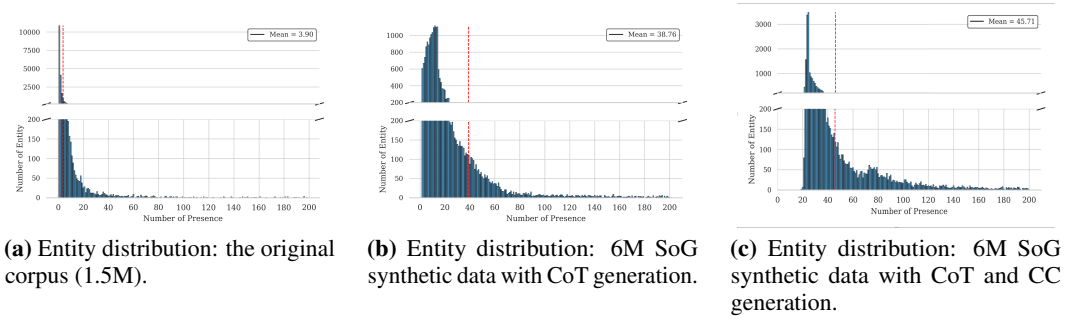 10000
7500
5000
2500
Mean = 3.90
200
150
100
50
0
Number of Entity
0 20 40 60 80 100 120 140 160 180 200
Number of Presence
(a) Entity distribution: the original
corpus (1.5M).
1000
800
600
400
200
Mean = 38.76
200
150
100
50
0
Number of Entity
0 20 40 60 80 100 120 140 160 180 200
Number of Presence
(b) Entity distribution: 6M SoG
synthetic data with CoT generation.
3000
2000
1000
Mean = 45.71
200
150
100
50
0
Number of Entity
0 20 40 60 80 100 120 140 160 180 200
Number of Presence
(c) Entity distribution: 6M SoG
synthetic data with CoT and CC
generation.